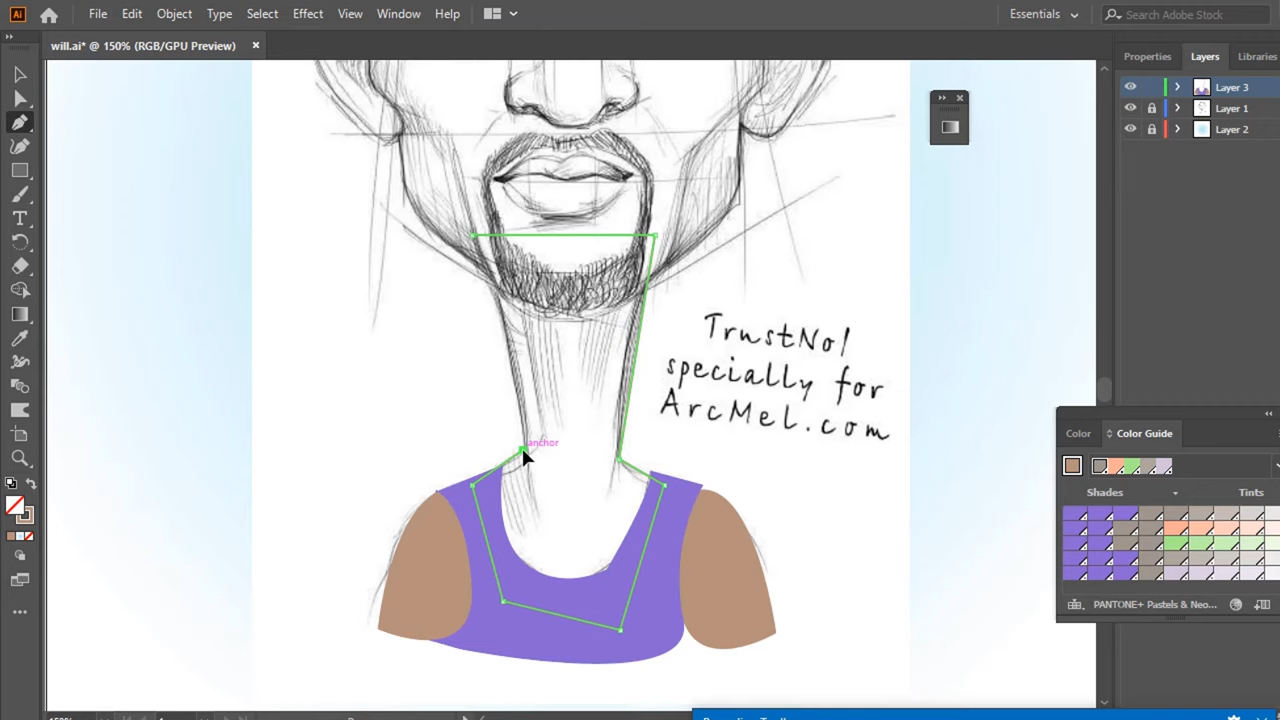 Ai File Edit Object Type Select Effect View Window Help Essentials Search Adobe Stock
will.ai* @ 150% (RGB/GPU Preview) ×
Properties Layers Libraries
Layer 3
Layer 1
Layer 2
TrustNo1
specially for
ArcMel.com
anchor
Color Color Guide
Shades Tints
PANTONE+ Pastels & Neo...
150%